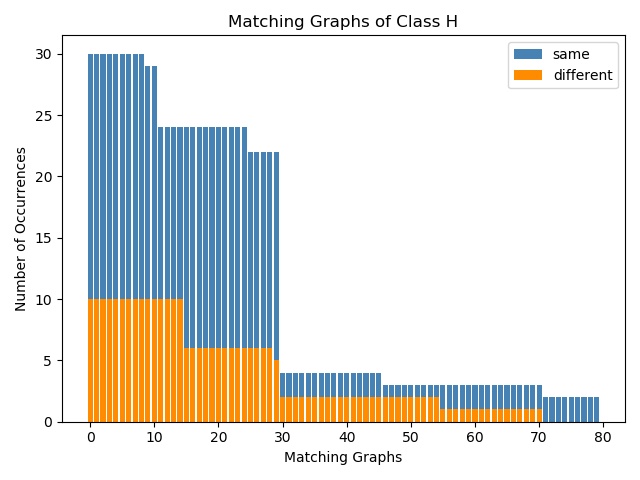 Matching Graphs of Class H
same
different
Number of Occurrences
30
25
20
15
10
5
0
0 10 20 30 40 50 60 70 80
Matching Graphs